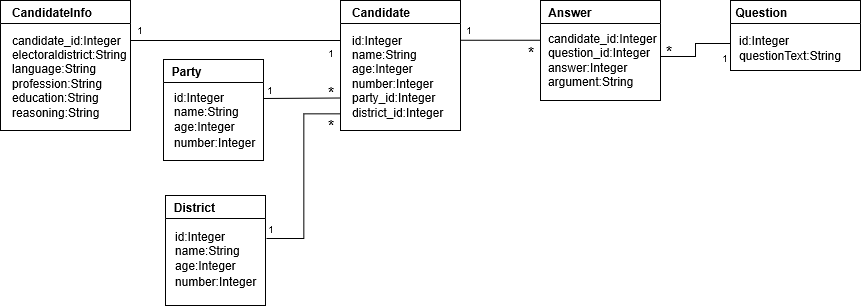 CandidateInfo
candidate_id:Integer
electoraldistrict:String
language:String
profession:String
education:String
reasoning:String
1
1
Party
id:Integer
name:String
age:Integer
number:Integer
1
*
District
id:Integer
name:String
age:Integer
number:Integer
1
*
Candidate
id:Integer
name:String
age:Integer
number:Integer
party_id:Integer
district_id:Integer
1
*
Answer
candidate_id:Integer
question_id:Integer
answer:Integer
argument:String
*
1
Question
id:Integer
questionText:String